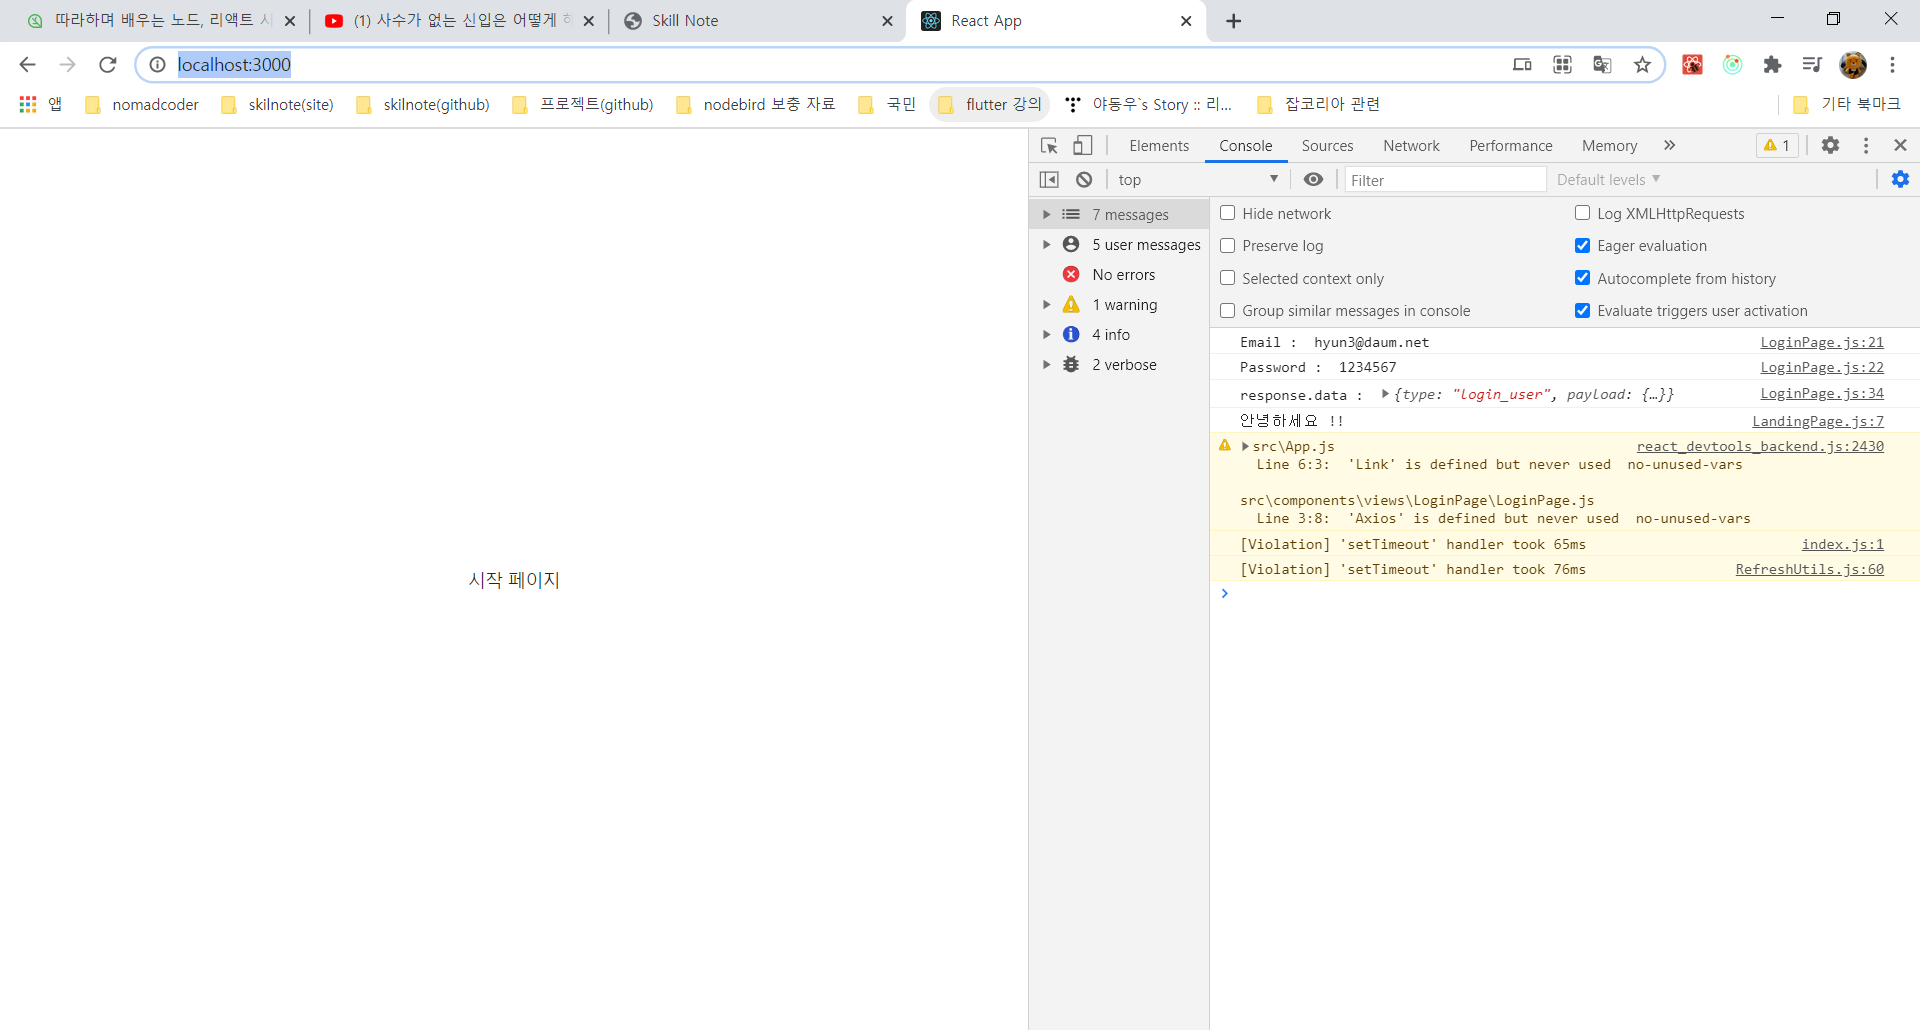 따라하며 배우는 노드, 리액트 시
(1) 사수가 없는 신입은 어떻게 하
Skill Note
React App
localhost:3000
앱
nomadcoder
skilnote(site)
skilnote(github)
프로젝트(github)
nodebird 보충 자료
국민
flutter 강의
야동우`s Story :: 리...
잡코리아 관련
기타 북마크
시작 페이지
Elements
Console
Sources
Network
Performance
Memory
1
top
Filter
Default levels
7 messages
5 user messages
No errors
1 warning
4 info
2 verbose
Hide network
Log XMLHttpRequests
Preserve log
Eager evaluation
Selected context only
Autocomplete from history
Group similar messages in console
Evaluate triggers user activation
Email :  hyun3@daum.net LoginPage.js:21
Password :  1234567 LoginPage.js:22
response.data :  {type: "login_user", payload: {…}} LoginPage.js:34
안녕하세요 !! LandingPage.js:7
src\App.js react_devtools_backend.js:2430
Line 6:3:  'Link' is defined but never used  no-unused-vars
src\components\views\LoginPage\LoginPage.js
Line 3:8:  'Axios' is defined but never used  no-unused-vars
[Violation] 'setTimeout' handler took 65ms index.js:1
[Violation] 'setTimeout' handler took 76ms RefreshUtils.js:60